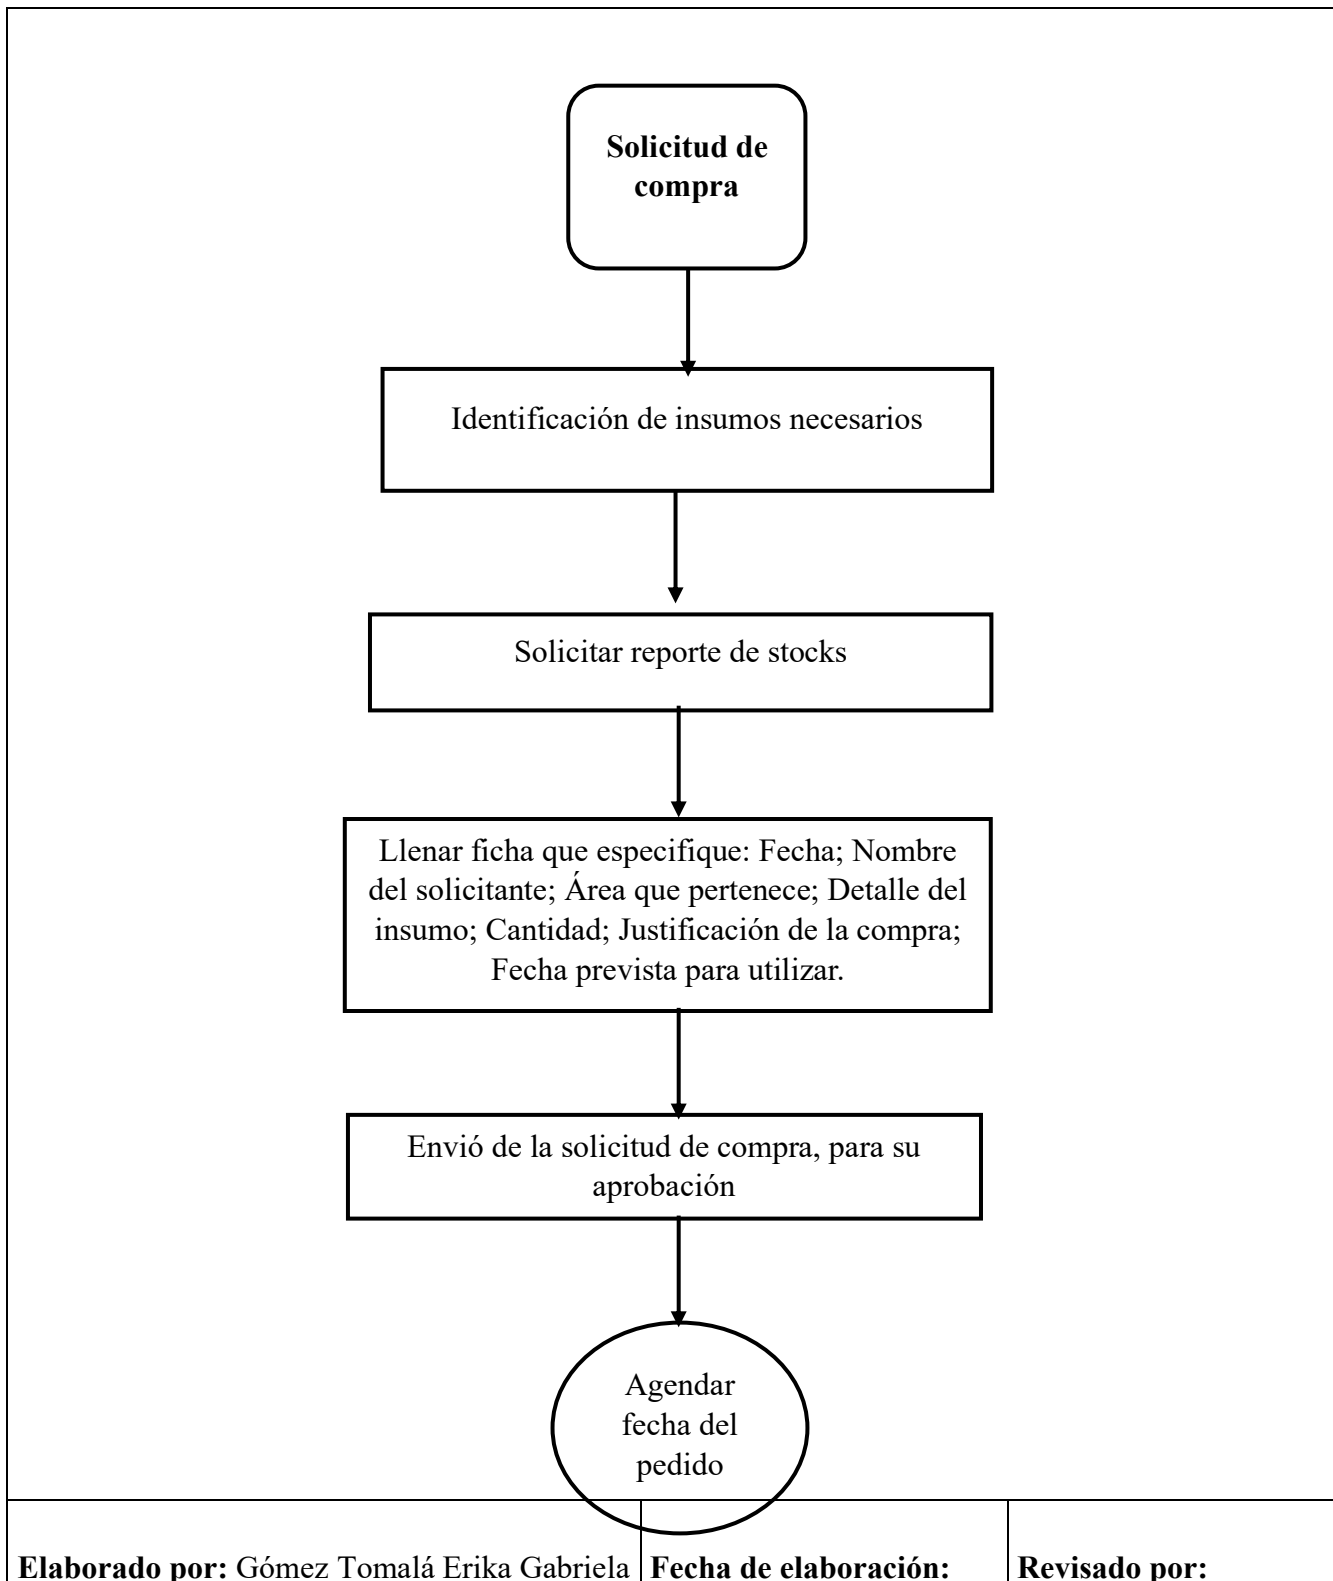 Solicitud de
compra
Identificación de insumos necesarios
Solicitar reporte de stocks
Llenar ficha que especifique: Fecha; Nombre
del solicitante; Área que pertenece; Detalle del
insumo; Cantidad; Justificación de la compra;
Fecha prevista para utilizar.
Envió de la solicitud de compra, para su
aprobación
Agendar
fecha del
pedido
Elaborado por: Gómez Tomalá Erika Gabriela
Fecha de elaboración:
Revisado por: